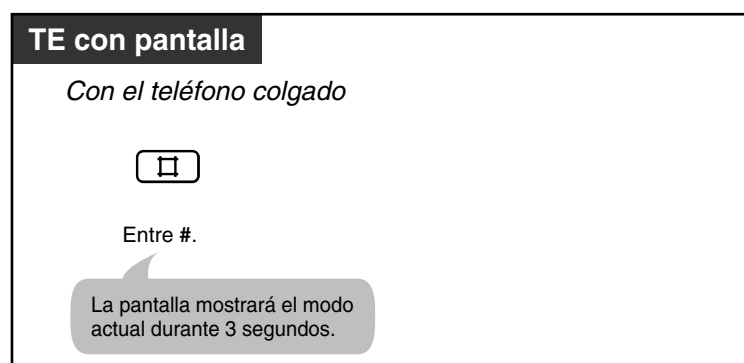 TE con pantalla
Con el teléfono colgado
Entre #.
La pantalla mostrará el modo
actual durante 3 segundos.